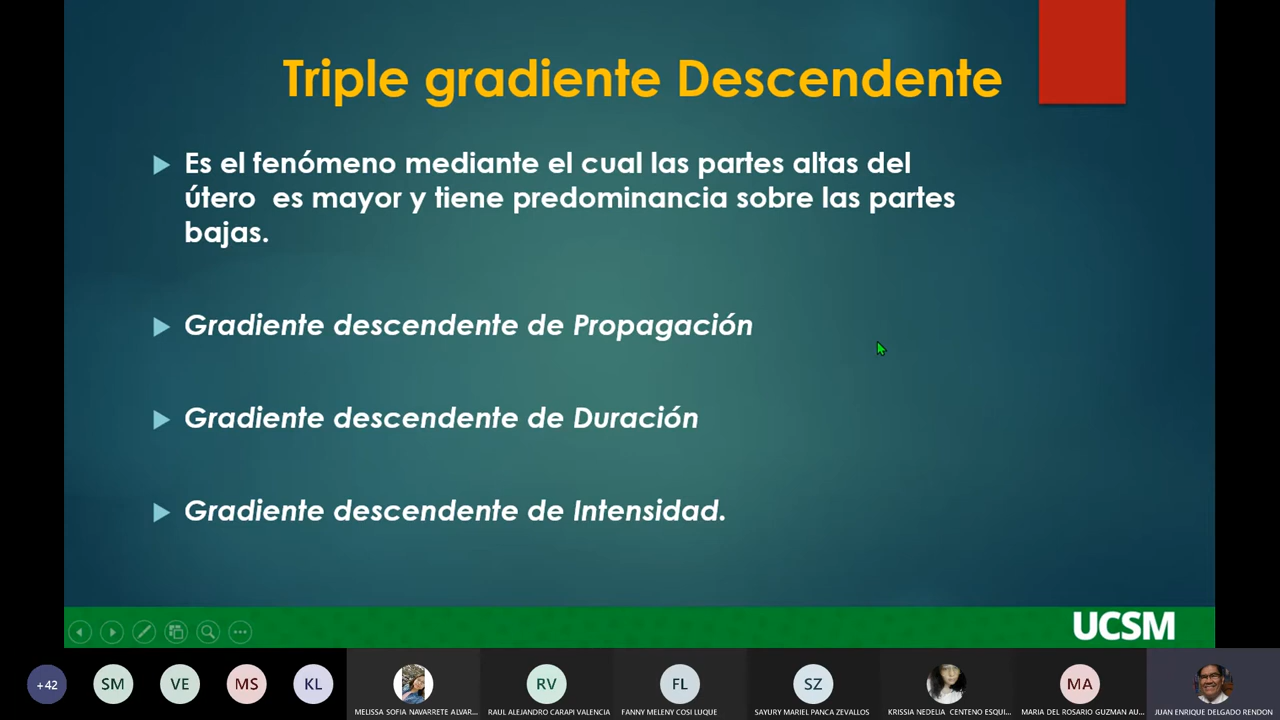 Triple gradiente Descendente
Es el fenómeno mediante el cual las partes altas del
útero es mayor y tiene predominancia sobre las partes
bajas.
Gradiente descendente de Propagación
Gradiente descendente de Duración
Gradiente descendente de Intensidad.
UCSM
+42
SM
VE
MS
KL
RV
FL
SZ
MA
MELISSA SOFIA NAVARRETE ALVAR...
RAUL ALEJANDRO CARAPI VALENCIA
FANNY MELENY COSI LUQUE
SAYURY MARIEL PANCA ZEVALLOS
KRISSIA NEDELIA CENTENO ESQUI...
MARIA DEL ROSARIO GUZMAN AU...
JUAN ENRIQUE DELGADO RENDON